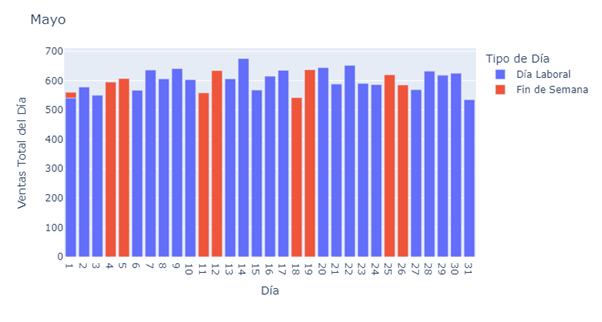 Mayo
Tipo de Día
Día Laboral
Fin de Semana
Ventas Total del Día
700
600
500
400
300
200
100
0
1 2 3 4 5 6 7 8 9 10 11 12 13 14 15 16 17 18 19 20 21 22 23 24 25 26 27 28 29 30 31
Día